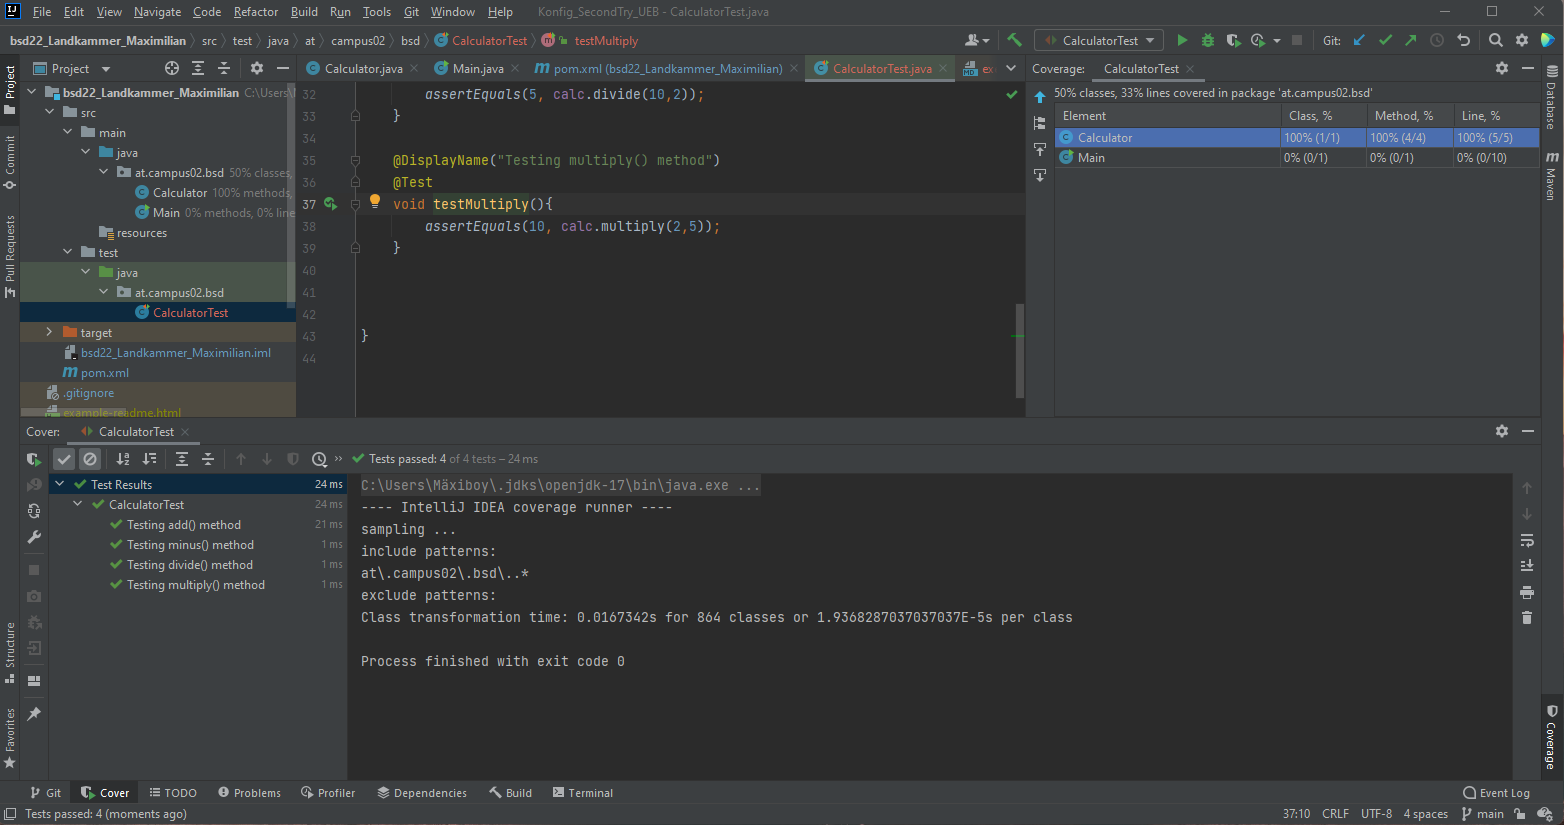 File Edit View Navigate Code Refactor Build Run Tools Git Window Help Konfig_SecondTry_UEB - CalculatorTest.java
bsd22_Landkammer_Maximilian src test java at campus02 bsd CalculatorTest testMultiply CalculatorTest Git:
Project Calculator.java Main.java pom.xml (bsd22_Landkammer_Maximilian) CalculatorTest.java Coverage: CalculatorTest
bsd22_Landkammer_Maximilian C:\Users\
src
main
java
at.campus02.bsd 50% classes,
Calculator 100% methods,
Main 0% methods, 0% line
resources
test
java
at.campus02.bsd
CalculatorTest
target
bsd22_Landkammer_Maximilian.iml
pom.xml
.gitignore
example-readme.html
32 assertEquals(5, calc.divide(10,2));
33 }
34
35 @DisplayName("Testing multiply() method")
36 @Test
37 void testMultiply(){
38 assertEquals(10, calc.multiply(2,5));
39 }
40
41
42
43 }
44
50% classes, 33% lines covered in package 'at.campus02.bsd'
Element Class, % Method, % Line, %
Calculator 100% (1/1) 100% (4/4) 100% (5/5)
Main 0% (0/1) 0% (0/1) 0% (0/10)
Project
Commit
Pull Requests
Structure
Favorites
Database
Maven
Coverage
Cover: CalculatorTest
Tests passed: 4 of 4 tests – 24 ms
Test Results 24 ms
CalculatorTest 24 ms
Testing add() method 21 ms
Testing minus() method 1 ms
Testing divide() method 1 ms
Testing multiply() method 1 ms
C:\Users\Mäxiboy\.jdks\openjdk-17\bin\java.exe ...
---- IntelliJ IDEA coverage runner ----
sampling ...
include patterns:
at\.campus02\.bsd\..*
exclude patterns:
Class transformation time: 0.0167342s for 864 classes or 1.9368287037037037E-5s per class
Process finished with exit code 0
Git Cover TODO Problems Profiler Dependencies Build Terminal Event Log
Tests passed: 4 (moments ago) 37:10 CRLF UTF-8 4 spaces main